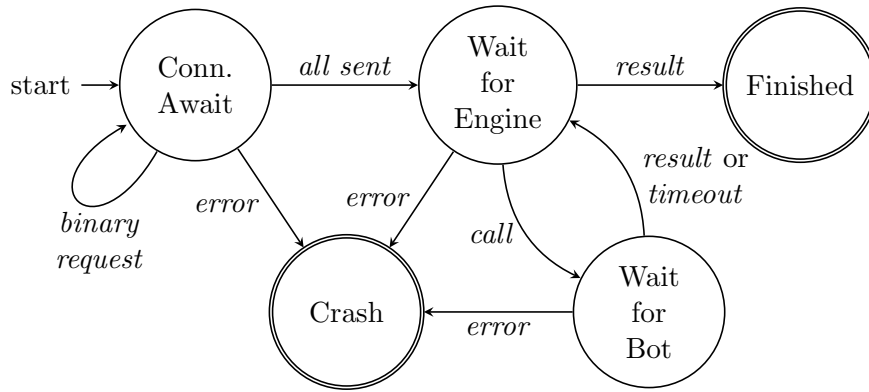 start
Conn.
Await
all sent
Wait
for
Engine
result
Finished
binary
request
error
error
call
result or
timeout
Crash
error
Wait
for
Bot